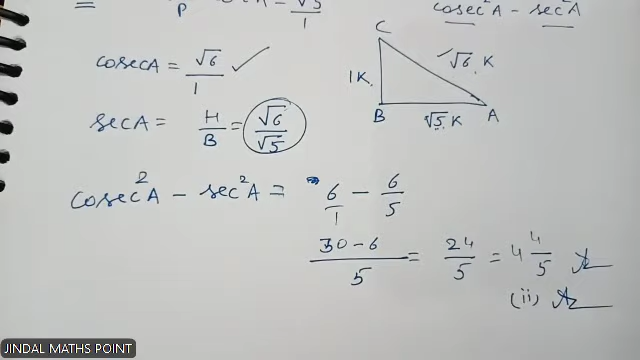 cosec²A - sec²A
C
cosecA = √6/1
√6. K
1K.
B
√5. K
A
secA = H/B = √6/√5
cosec²A - sec²A = 6/1 - 6/5
30-6/5 = 24/5 = 4 4/5
(ii)
JINDAL MATHS POINT